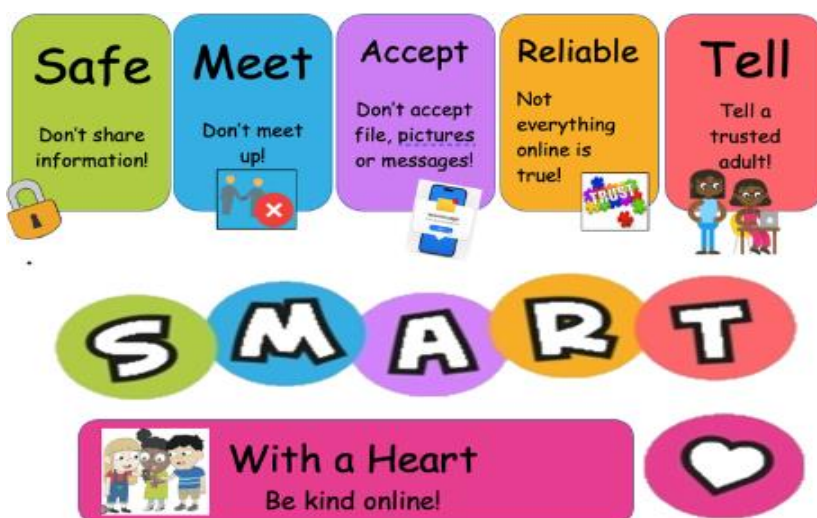 Safe
Don't share
information!
Meet
Don't meet
up!
Accept
Don't accept
file, pictures
or messages!
Reliable
Not
everything
online is
true!
TRUST
Tell
Tell a
trusted
adult!
SMART
With a Heart
Be kind online!